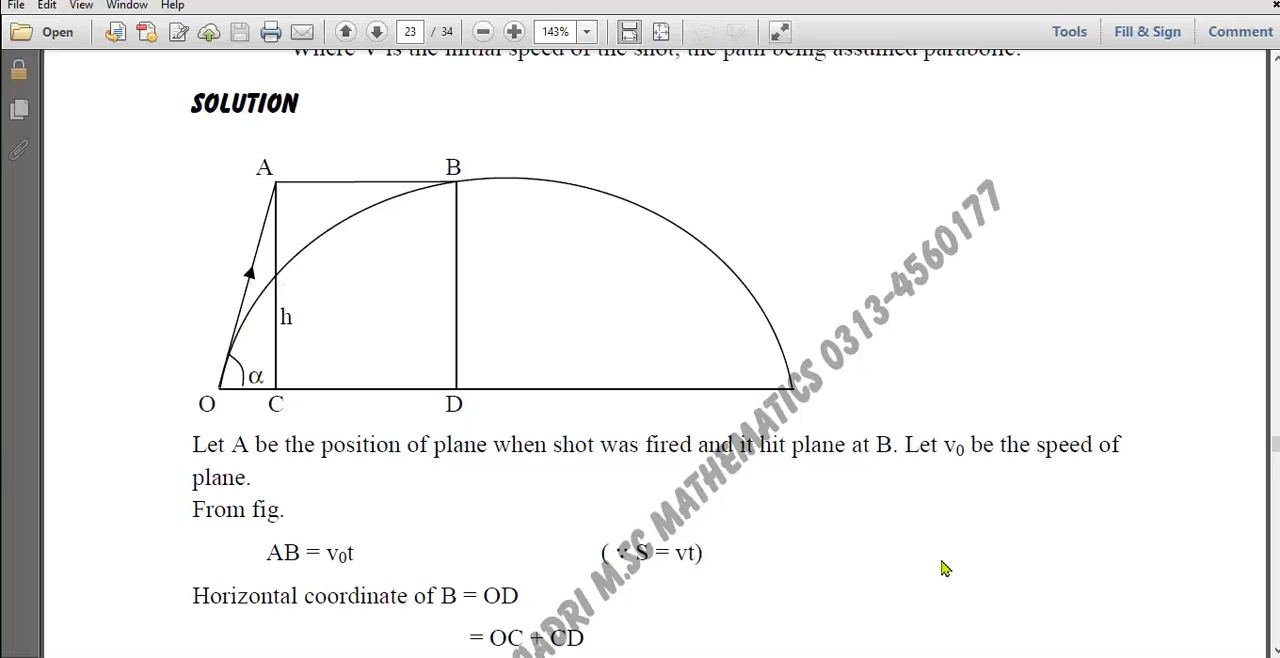 File Edit View Window Help
Open 23 / 34 143% Tools Fill & Sign Comment
Where V is the initial speed of the shot, the path being assumed parabolic.
SOLUTION
A B
h
α
O C D
Let A be the position of plane when shot was fired and it hit plane at B. Let v₀ be the speed of
plane.
From fig.
AB = v₀t (∵ S = vt)
Horizontal coordinate of B = OD
= OC + CD
M.SC MATHEMATICS 0313-4560177